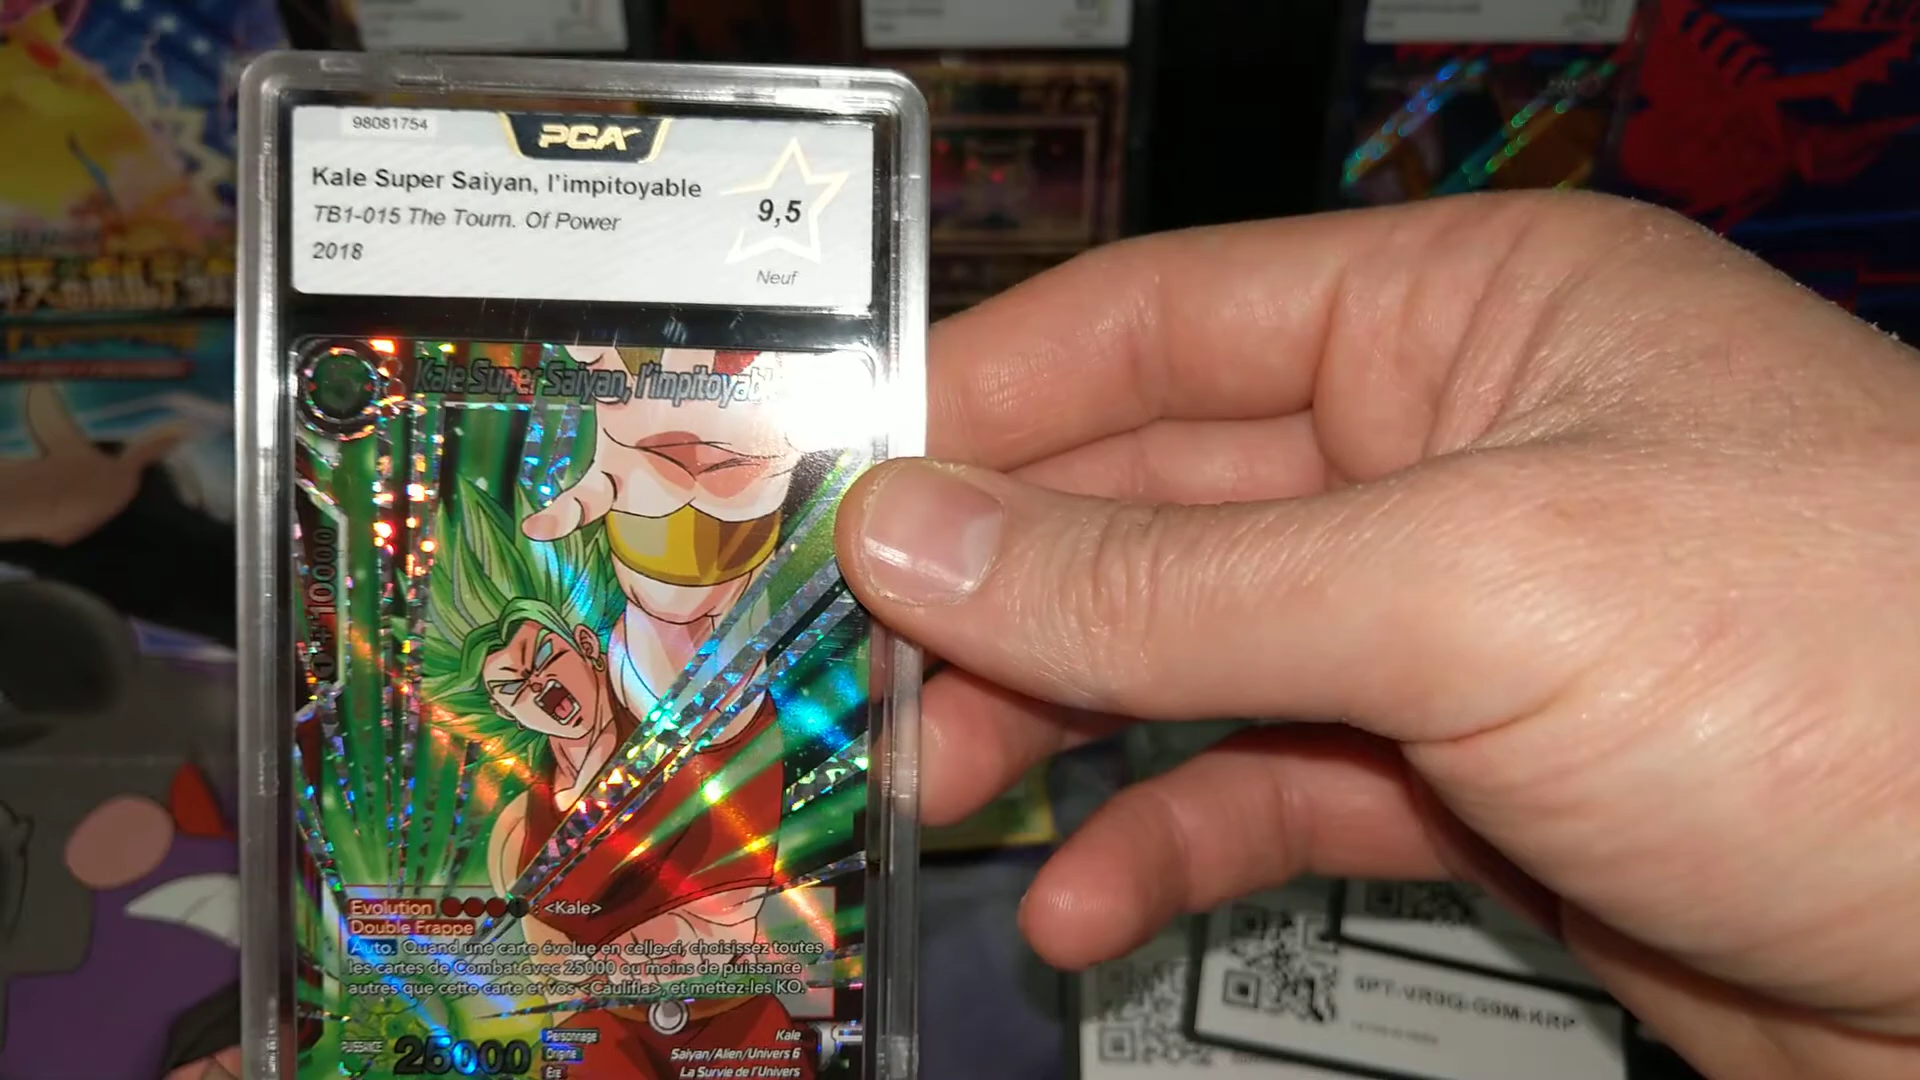 98081754
PCA
Kale Super Saiyan, l'impitoyable
TB1-015 The Tourn. Of Power
2018
9,5
Neuf
Kale Super Saiyan, l'impitoyable
1 +10000
Evolution : <Kale>
Double Frappe
Auto. Quand une carte évolue en celle-ci, choisissez toutes
les cartes de Combat avec 25000 ou moins de puissance
autres que cette carte et vos <Caulifla>, et mettez-les KO.
PUISSANCE
25000
Personnage Kale
Origine Saiyan/Alien/Univers 6
Ère La Survie de l'Univers